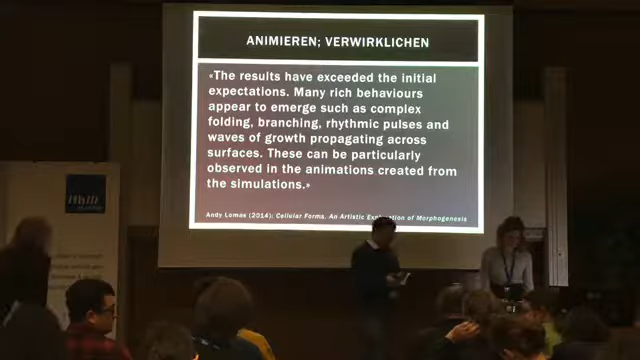 ANIMIEREN; VERWIRKLICHEN
«The results have exceeded the initial
expectations. Many rich behaviours
appear to emerge such as complex
folding, branching, rhythmic pulses and
waves of growth propagating across
surfaces. These can be particularly
observed in the animations created from
the simulations.»
Andy Lomas (2014): Cellular Forms. An Artistic Exploration of Morphogenesis